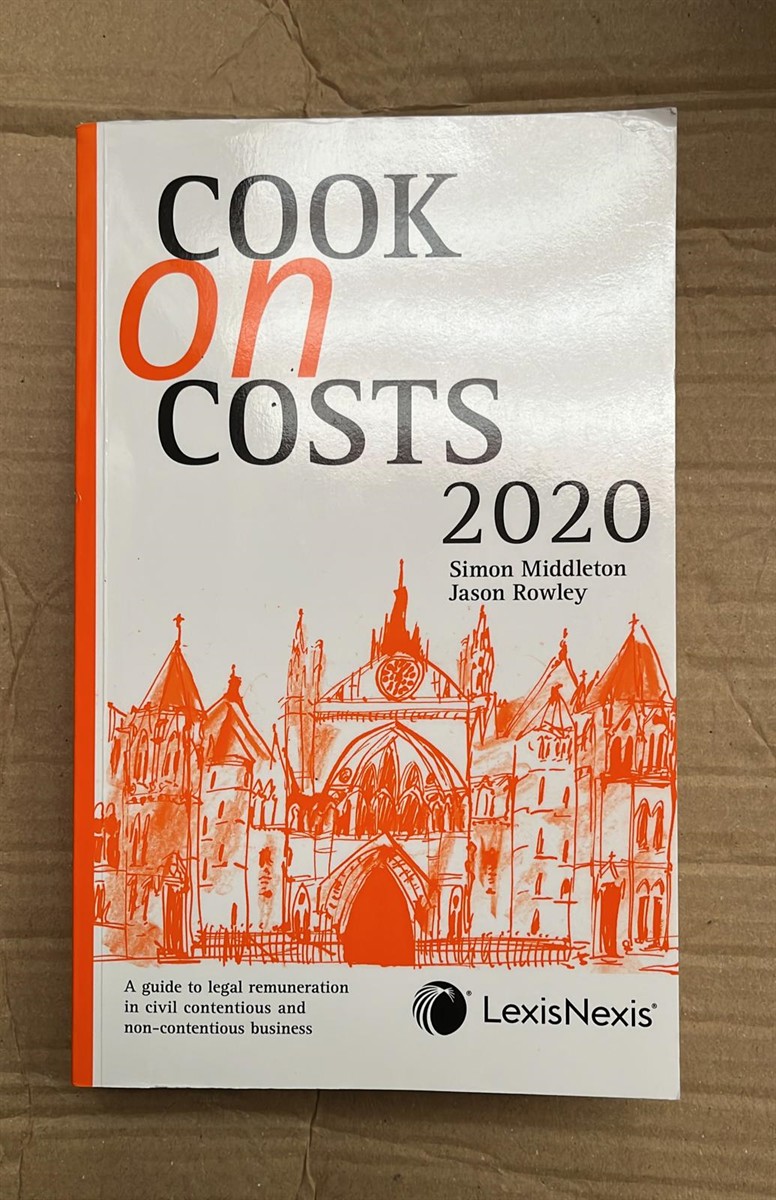 COOK
on
COSTS
2020
Simon Middleton
Jason Rowley
A guide to legal remuneration
in civil contentious and
non-contentious business
LexisNexis®